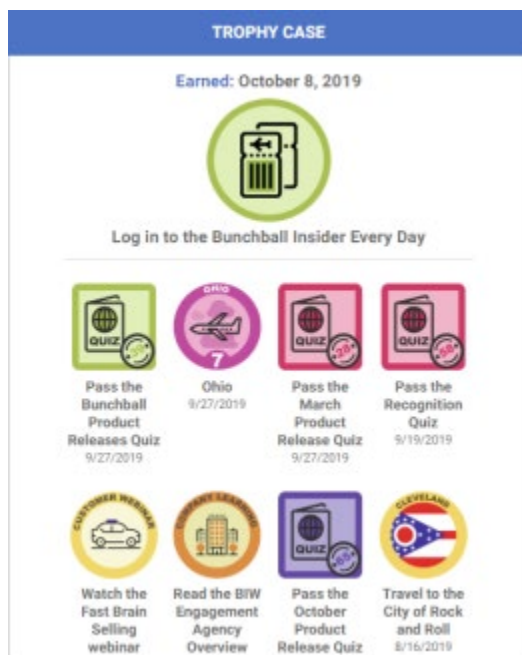 TROPHY CASE
Earned: October 8, 2019
Log in to the Bunchball Insider Every Day
QUIZ
OHIO
7
QUIZ
28
QUIZ
58
Pass the
Bunchball
Product
Releases Quiz
9/27/2019
Ohio
9/27/2019
Pass the
March
Product
Release Quiz
9/27/2019
Pass the
Recognition
Quiz
9/19/2019
CUSTOMER WEBINAR
COMPANY LEARNING
QUIZ
65
CLEVELAND
Watch the
Fast Brain
Selling
webinar
Read the BIW
Engagement
Agency
Overview
Pass the
October
Product
Release Quiz
Travel to the
City of Rock
and Roll
8/16/2019